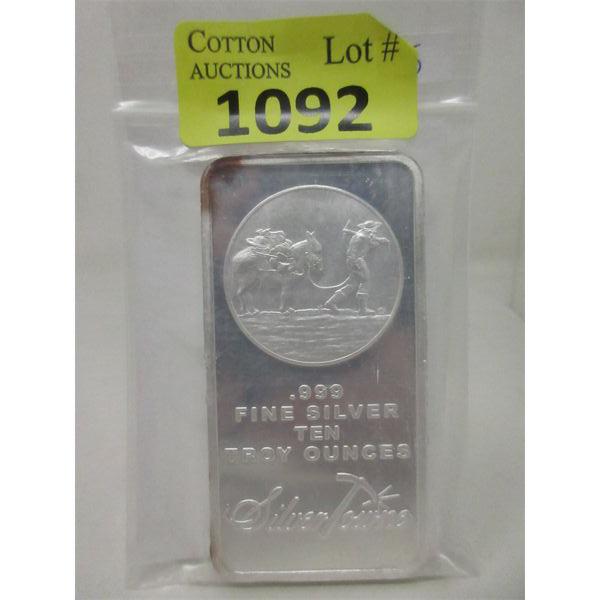 COTTON
AUCTIONS
Lot #
1092
.999
FINE SILVER
TEN
TROY OUNCES
SilverTowne